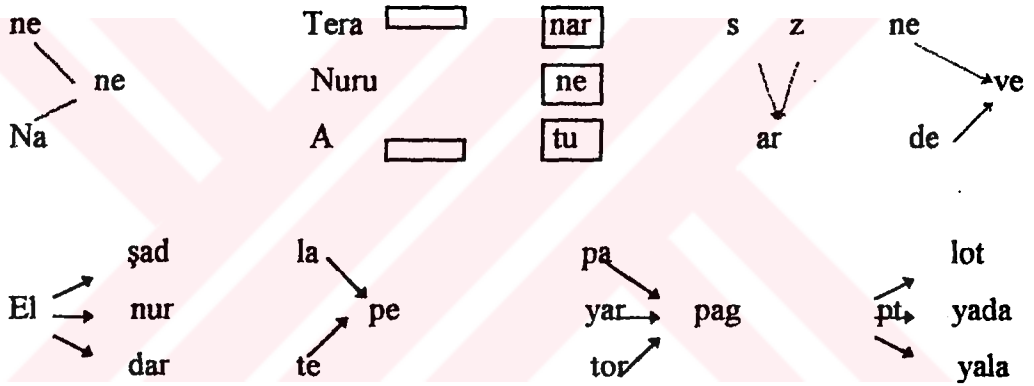 ne Tera nar s z ne
ne Nuru ne ve
Na A tu ar de
şad la pa lot
El nur pe yar pag pt yada
dar te tor yala